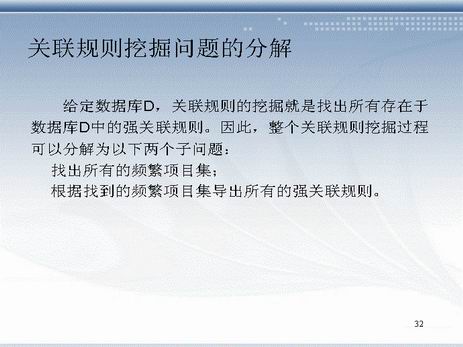 关联规则挖掘问题的分解
给定数据库D，关联规则的挖掘就是找出所有存在于
数据库D中的强关联规则。因此，整个关联规则挖掘过程
可以分解为以下两个子问题：
找出所有的频繁项目集；
根据找到的频繁项目集导出所有的强关联规则。
32